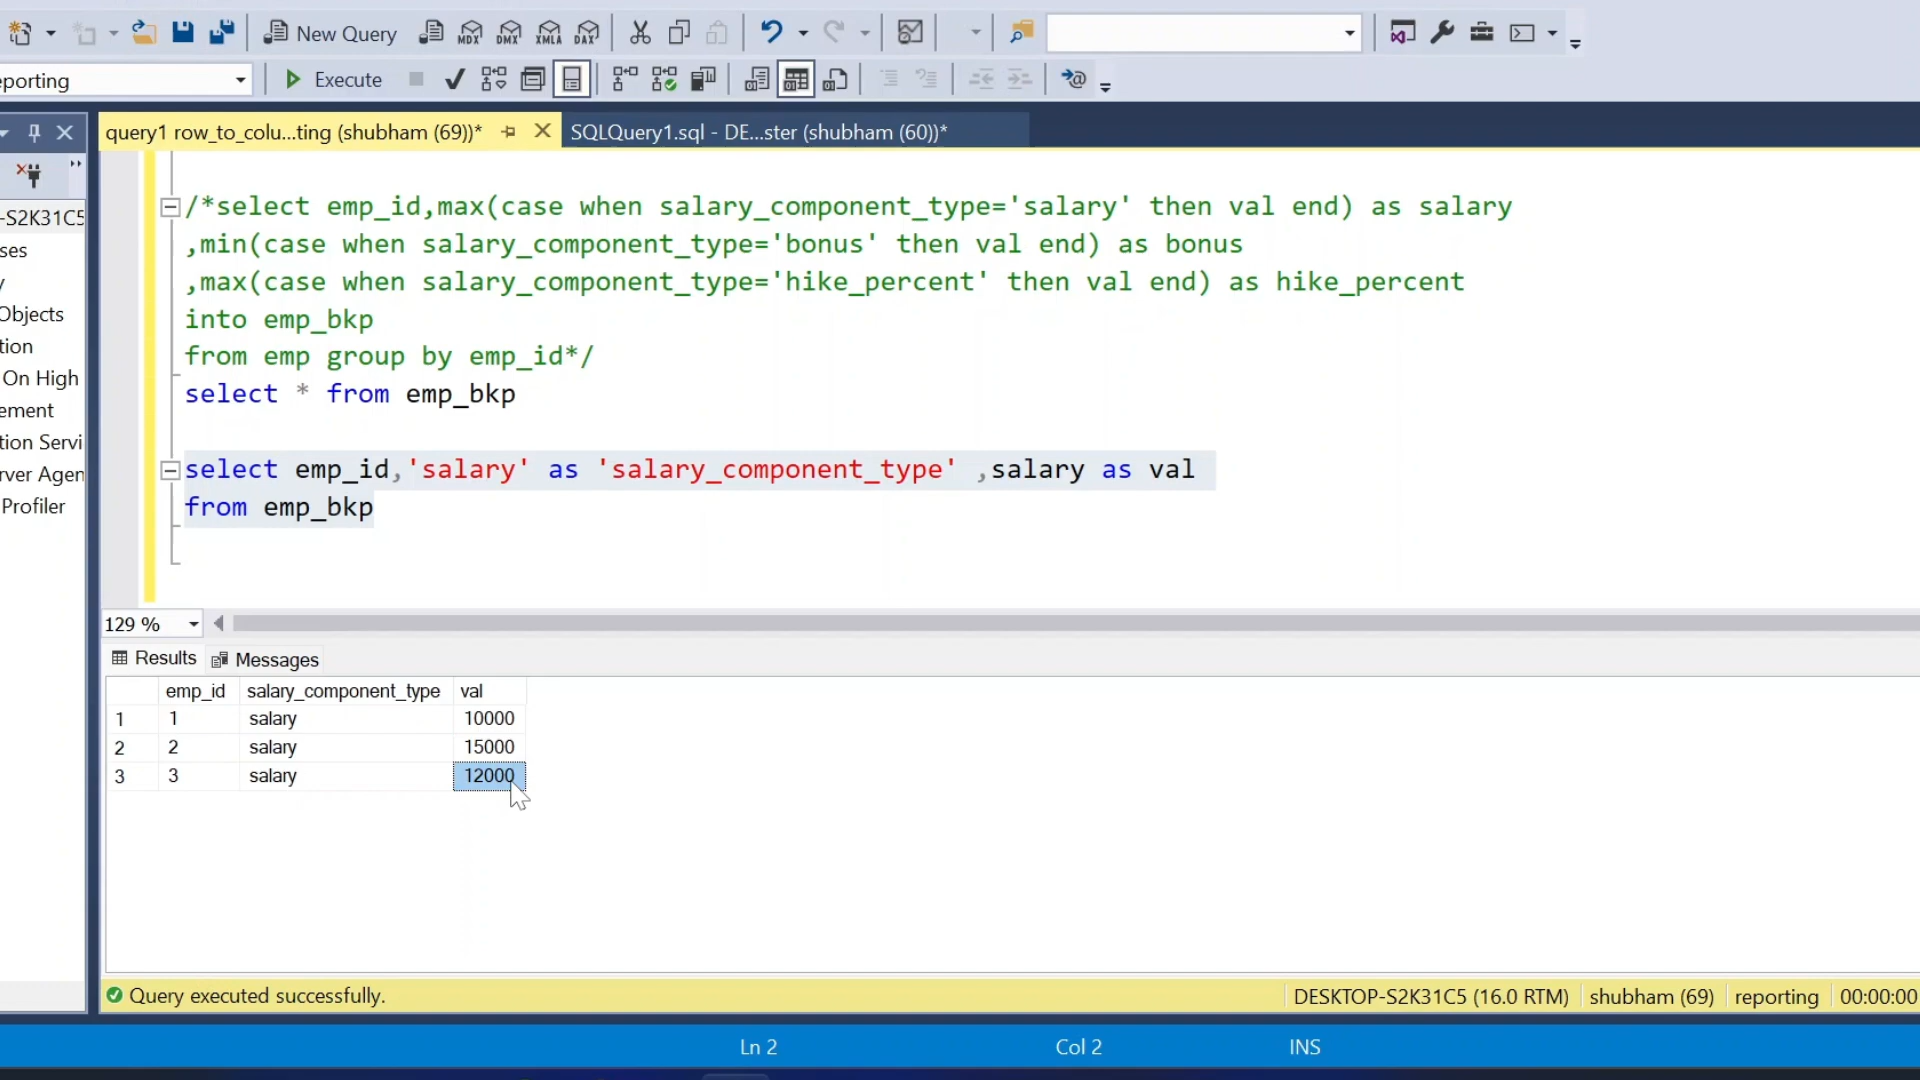 New Query MDX DMX XMLA DAX
eporting Execute
query1 row_to_colu...ting (shubham (69))* SQLQuery1.sql - DE...ster (shubham (60))*
-S2K31C5
ses
y
Objects
tion
On High
ement
tion Servi
rver Agen
Profiler
/*select emp_id,max(case when salary_component_type='salary' then val end) as salary
,min(case when salary_component_type='bonus' then val end) as bonus
,max(case when salary_component_type='hike_percent' then val end) as hike_percent
into emp_bkp
from emp group by emp_id*/
select * from emp_bkp
select emp_id,'salary' as 'salary_component_type' ,salary as val
from emp_bkp
129 %
Results Messages
emp_id salary_component_type val
1 1 salary 10000
2 2 salary 15000
3 3 salary 12000
Query executed successfully. DESKTOP-S2K31C5 (16.0 RTM) shubham (69) reporting 00:00:00
Ln 2 Col 2 INS